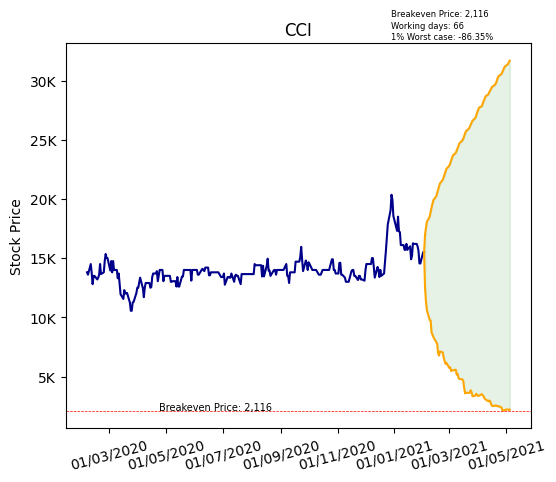 Breakeven Price: 2,116
Working days: 66
1% Worst case: -86.35%
CCI
Stock Price
30K
25K
20K
15K
10K
5K
Breakeven Price: 2,116
01/03/2020
01/05/2020
01/07/2020
01/09/2020
01/11/2020
01/01/2021
01/03/2021
01/05/2021